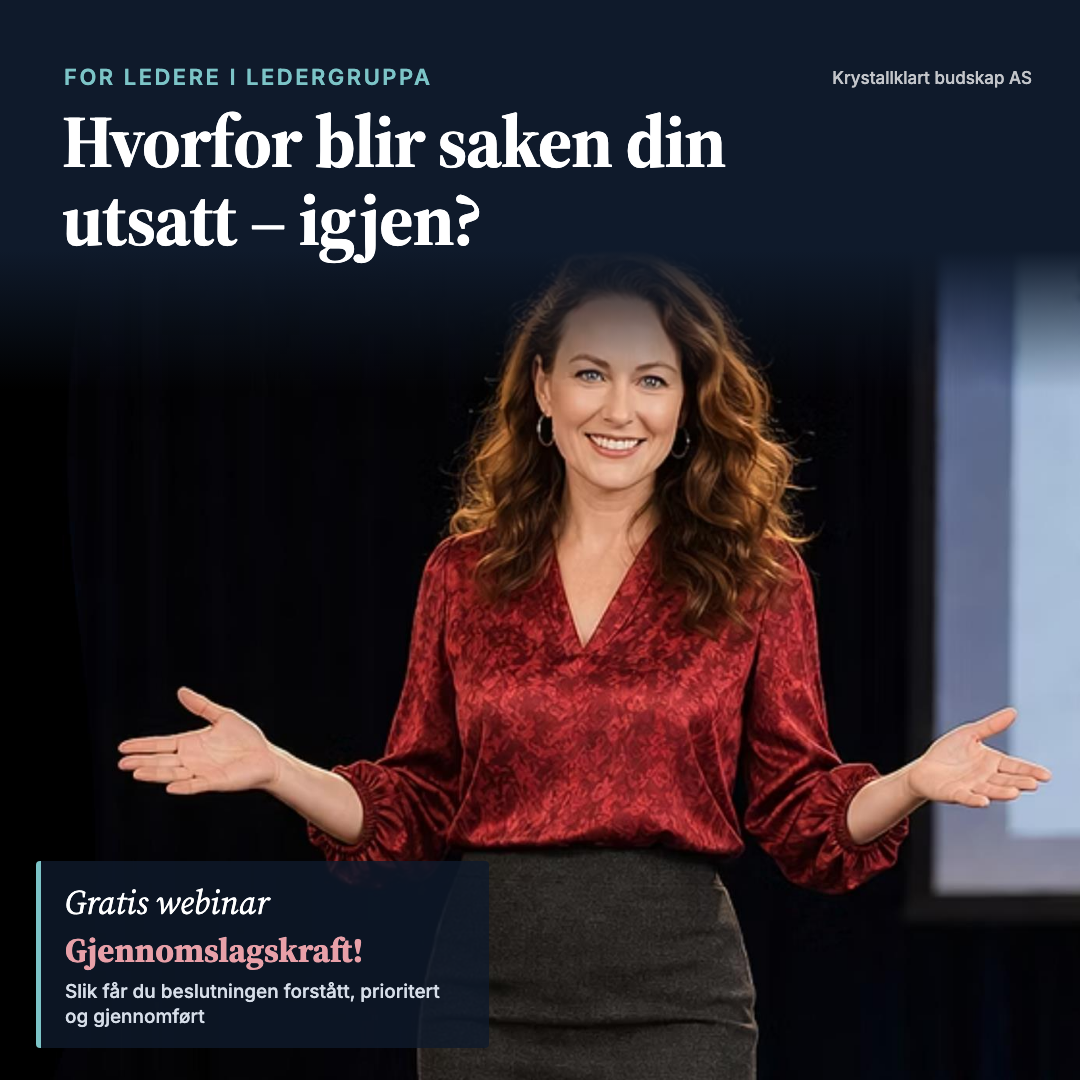 FOR LEDERE I LEDERGRUPPA
Krystallklart budskap AS
Hvorfor blir saken din
utsatt – igjen?
Gratis webinar
Gjennomslagskraft!
Slik får du beslutningen forstått, prioritert
og gjennomført